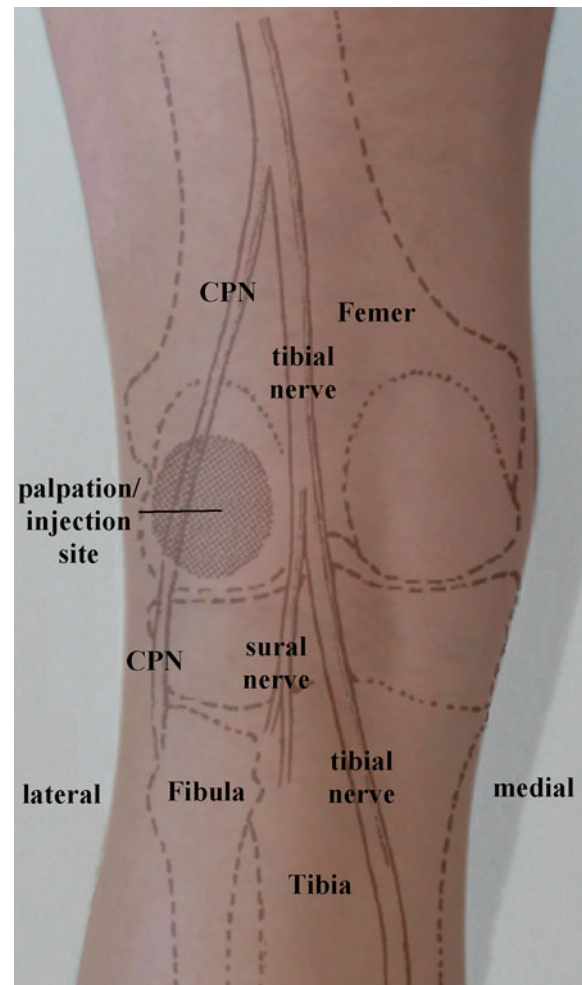 CPN
Femer
tibial
nerve
palpation/
injection
site
CPN
sural
nerve
tibial
nerve
lateral
Fibula
medial
Tibia